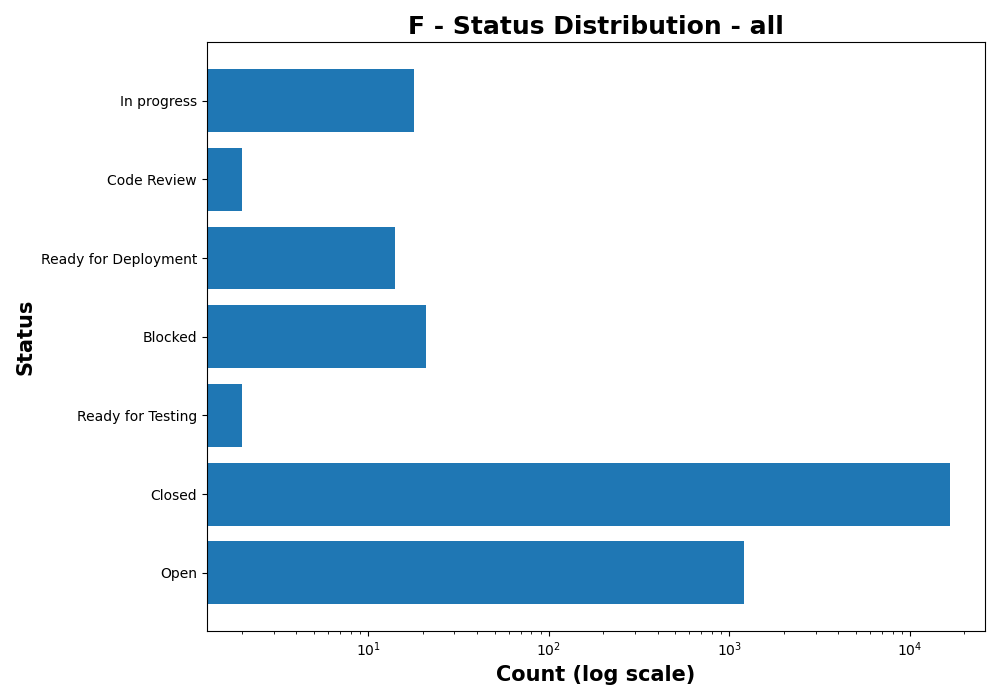 F - Status Distribution - all
Status
In progress
Code Review
Ready for Deployment
Blocked
Ready for Testing
Closed
Open
10¹
10²
10³
10⁴
Count (log scale)